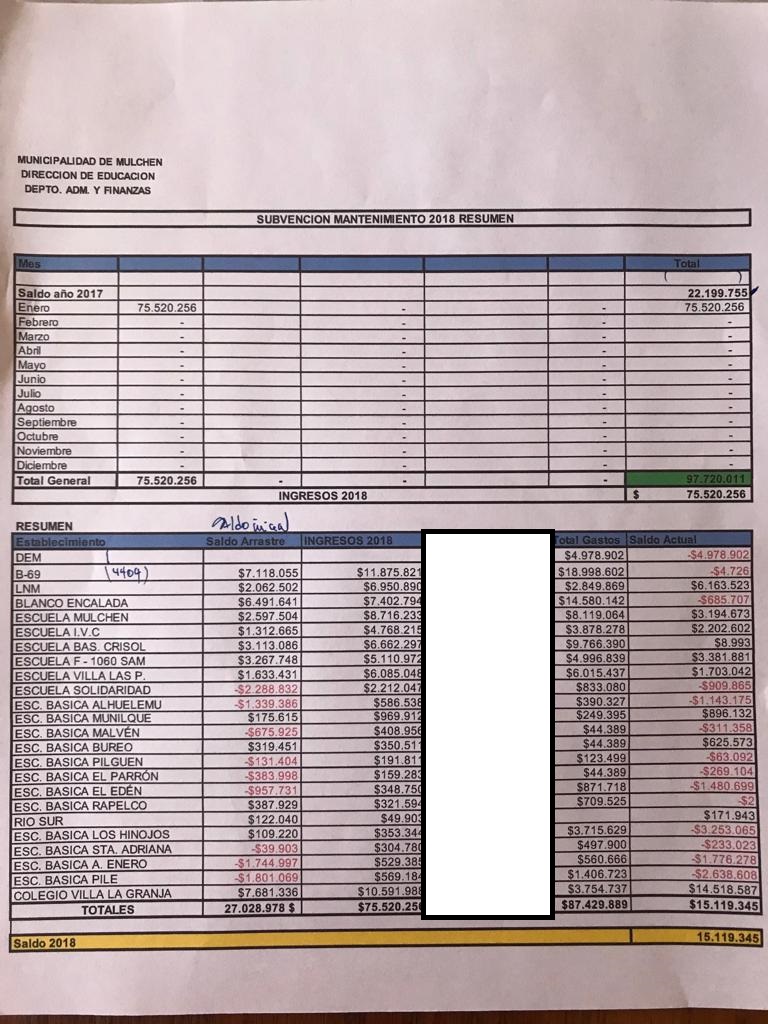 MUNICIPALIDAD DE MULCHEN
DIRECCION DE EDUCACION
DEPTO. ADM. Y FINANZAS
SUBVENCION MANTENIMIENTO 2018 RESUMEN
Mes Total
( )
Saldo año 2017 22.199.755
Enero 75.520.256 - - 75.520.256
Febrero - - - -
Marzo - - - -
Abril - - - -
Mayo - - - -
Junio - - - -
Julio - - - -
Agosto - - - -
Septiembre - - - -
Octubre - - - -
Noviembre - - - -
Diciembre - - - -
Total General 75.520.256 - - - 97.720.011
INGRESOS 2018 $ 75.520.256
RESUMEN Saldo inicial
Establecimiento Saldo Arrastre INGRESOS 2018 Total Gastos Saldo Actual
DEM $4.978.902 -$4.978.902
B-69 (4409) $7.118.055 $11.875.821 $18.998.602 -$4.726
LNM $2.062.502 $6.950.890 $2.849.869 $6.163.523
BLANCO ENCALADA $6.491.641 $7.402.794 $14.580.142 -$685.707
ESCUELA MULCHEN $2.597.504 $8.716.233 $8.119.064 $3.194.673
ESCUELA I.V.C $1.312.665 $4.768.215 $3.878.278 $2.202.602
ESCUELA BAS. CRISOL $3.113.086 $6.662.297 $9.766.390 $8.993
ESCUELA F - 1060 SAM $3.267.748 $5.110.972 $4.996.839 $3.381.881
ESCUELA VILLA LAS P. $1.633.431 $6.085.048 $6.015.437 $1.703.042
ESCUELA SOLIDARIDAD -$2.288.832 $2.212.047 $833.080 -$909.865
ESC. BASICA ALHUELEMU -$1.339.386 $586.538 $390.327 -$1.143.175
ESC. BASICA MUNILQUE $175.615 $969.912 $249.395 $896.132
ESC. BASICA MALVÉN -$675.925 $408.956 $44.389 -$311.358
ESC. BASICA BUREO $319.451 $350.511 $44.389 $625.573
ESC. BASICA PILGUEN -$131.404 $191.811 $123.499 -$63.092
ESC. BASICA EL PARRÓN -$383.998 $159.283 $44.389 -$269.104
ESC. BASICA EL EDÉN -$957.731 $348.750 $871.718 -$1.480.699
ESC. BASICA RAPELCO $387.929 $321.594 $709.525 -$2
RIO SUR $122.040 $49.903 $171.943
ESC. BASICA LOS HINOJOS $109.220 $353.344 $3.715.629 -$3.253.065
ESC. BASICA STA. ADRIANA -$39.903 $304.780 $497.900 -$233.023
ESC. BASICA A. ENERO -$1.744.997 $529.385 $560.666 -$1.776.278
ESC. BASICA PILE -$1.801.069 $569.184 $1.406.723 -$2.638.608
COLEGIO VILLA LA GRANJA $7.681.336 $10.591.988 $3.754.737 $14.518.587
TOTALES 27.028.978 $ $75.520.256 $87.429.889 $15.119.345
Saldo 2018 15.119.345